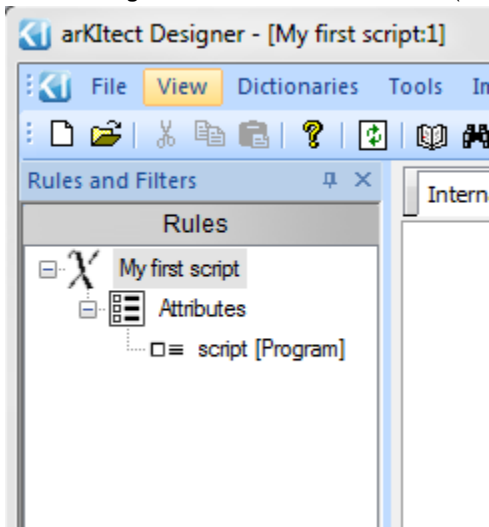 arKItect Designer - [My first script:1]
File View Dictionaries Tools
Rules and Filters
Intern
Rules
My first script
Attributes
script [Program]